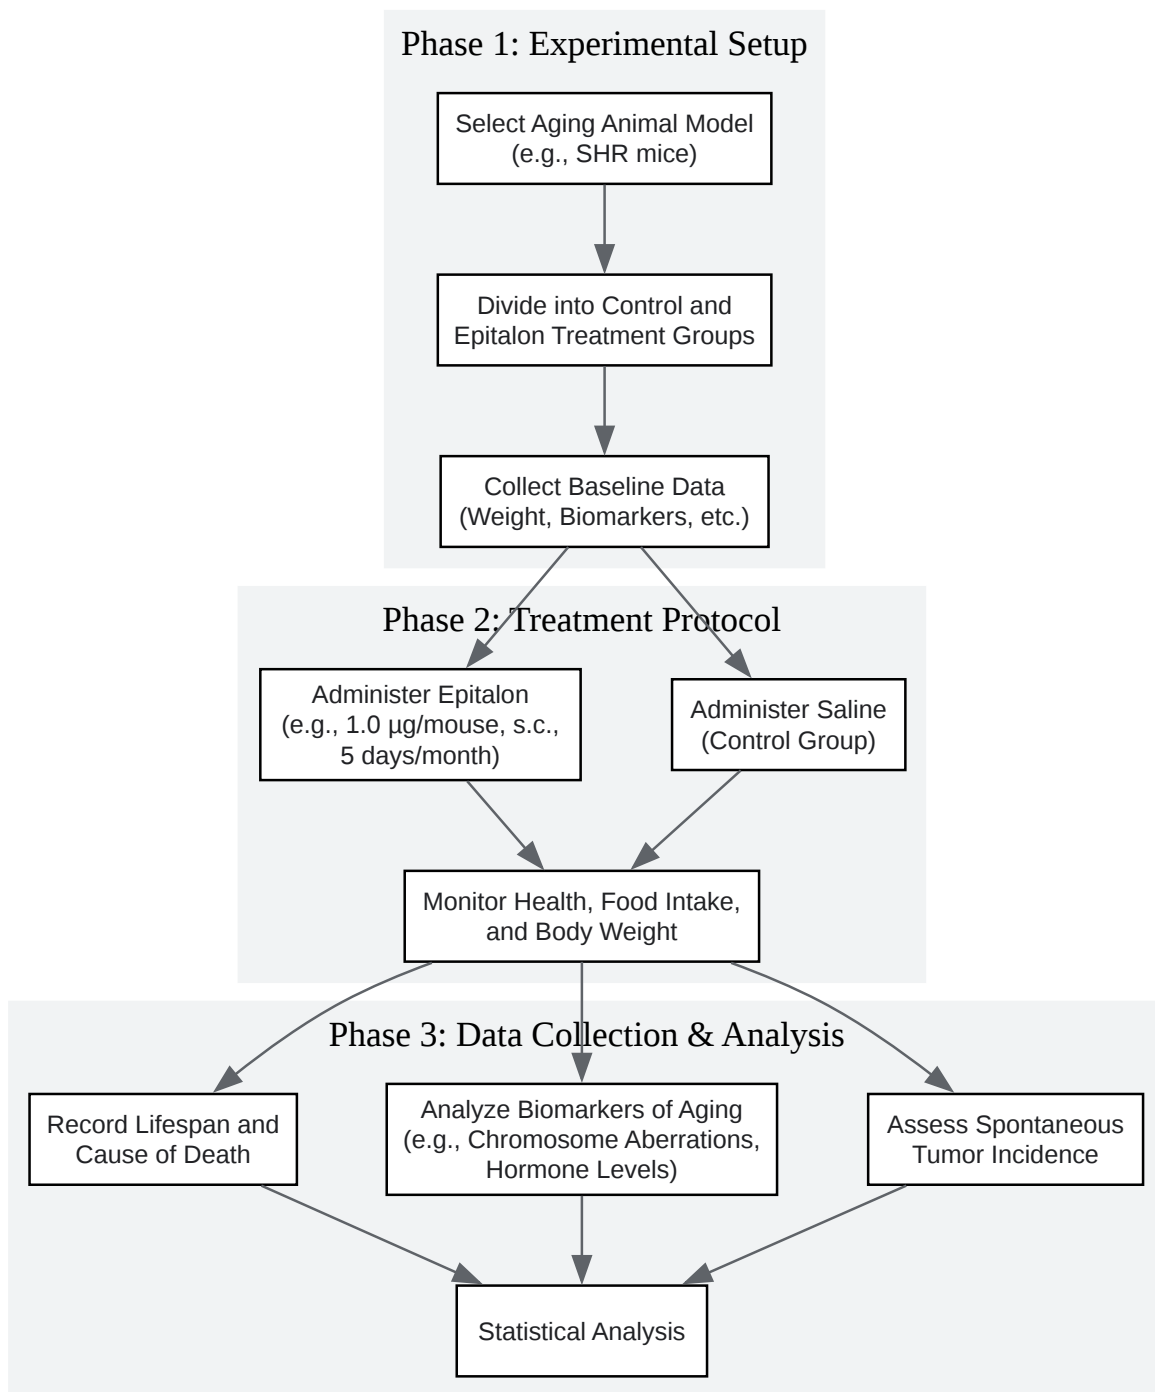 Phase 1: Experimental Setup
Select Aging Animal Model
(e.g., SHR mice)
Divide into Control and
Epitalon Treatment Groups
Collect Baseline Data
(Weight, Biomarkers, etc.)
Phase 2: Treatment Protocol
Administer Epitalon
(e.g., 1.0 µg/mouse, s.c.,
5 days/month)
Administer Saline
(Control Group)
Monitor Health, Food Intake,
and Body Weight
Phase 3: Data Collection & Analysis
Record Lifespan and
Cause of Death
Analyze Biomarkers of Aging
(e.g., Chromosome Aberrations,
Hormone Levels)
Assess Spontaneous
Tumor Incidence
Statistical Analysis